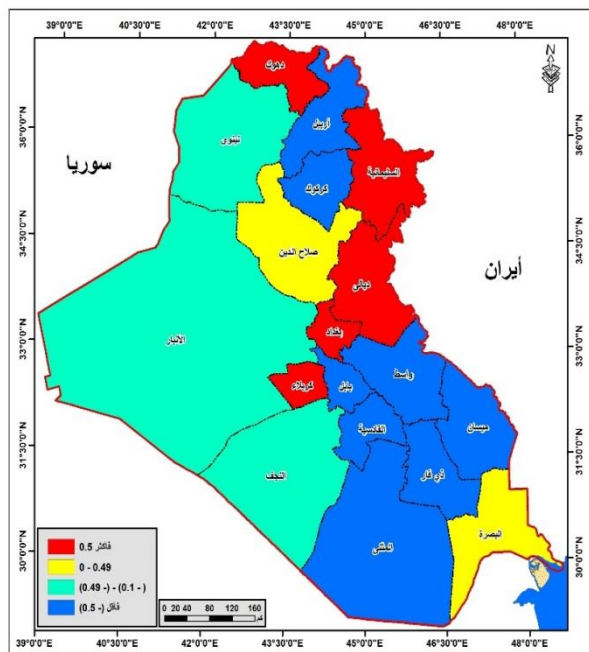 39°0'0"E 40°30'0"E 42°0'0"E 43°30'0"E 45°0'0"E 46°30'0"E 48°0'0"E
N
36°0'0"N
34°30'0"N
33°0'0"N
31°30'0"N
30°0'0"N
36°0'0"N
34°30'0"N
33°0'0"N
31°30'0"N
30°0'0"N
سوريا
أيران
دهوك
أربيل
نينوى
السليمانية
كركوك
صلاح الدين
ديالى
الأنبار
بغداد
واسط
كربلاء
بابل
القادسية
ميسان
النجف
ذي قار
المثنى
البصرة
0.5 فاكثر
0 - 0.49
(0.49 -) - (0.1 - )
(0.5 -) فاقل
0 20 40 80 120 160
كم
39°0'0"E 40°30'0"E 42°0'0"E 43°30'0"E 45°0'0"E 46°30'0"E 48°0'0"E